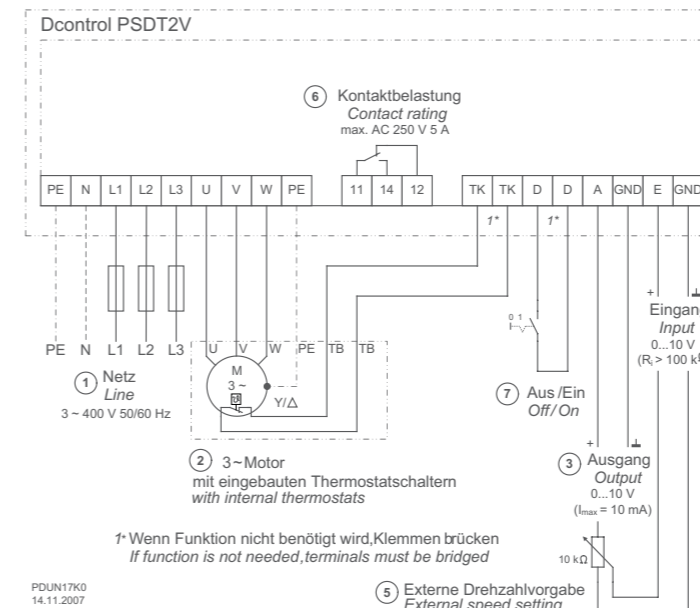 Dcontrol PSDT2V
6 Kontaktbelastung
Contact rating
max. AC 250 V 5 A
PE N L1 L2 L3 U V W PE 11 14 12 TK TK D D A GND E GND
1* 1*
0 1
+ +
Eingang
Input
0...10 V
(Ri > 100 k
PE N L1 L2 L3 U V W PE TB TB
1 Netz
Line
3 ~ 400 V 50/60 Hz
M
3 ~
Y/Δ
7 Aus /Ein
Off/On
2 3~Motor
mit eingebauten Thermostatschaltern
with internal thermostats
3 Ausgang
Output
0...10 V
(Imax = 10 mA)
1* Wenn Funktion nicht benötigt wird,Klemmen brücken
If function is not needed,terminals must be bridged
10 kΩ
PDUN17K0
14.11.2007
5 Externe Drehzahlvorgabe
External speed setting